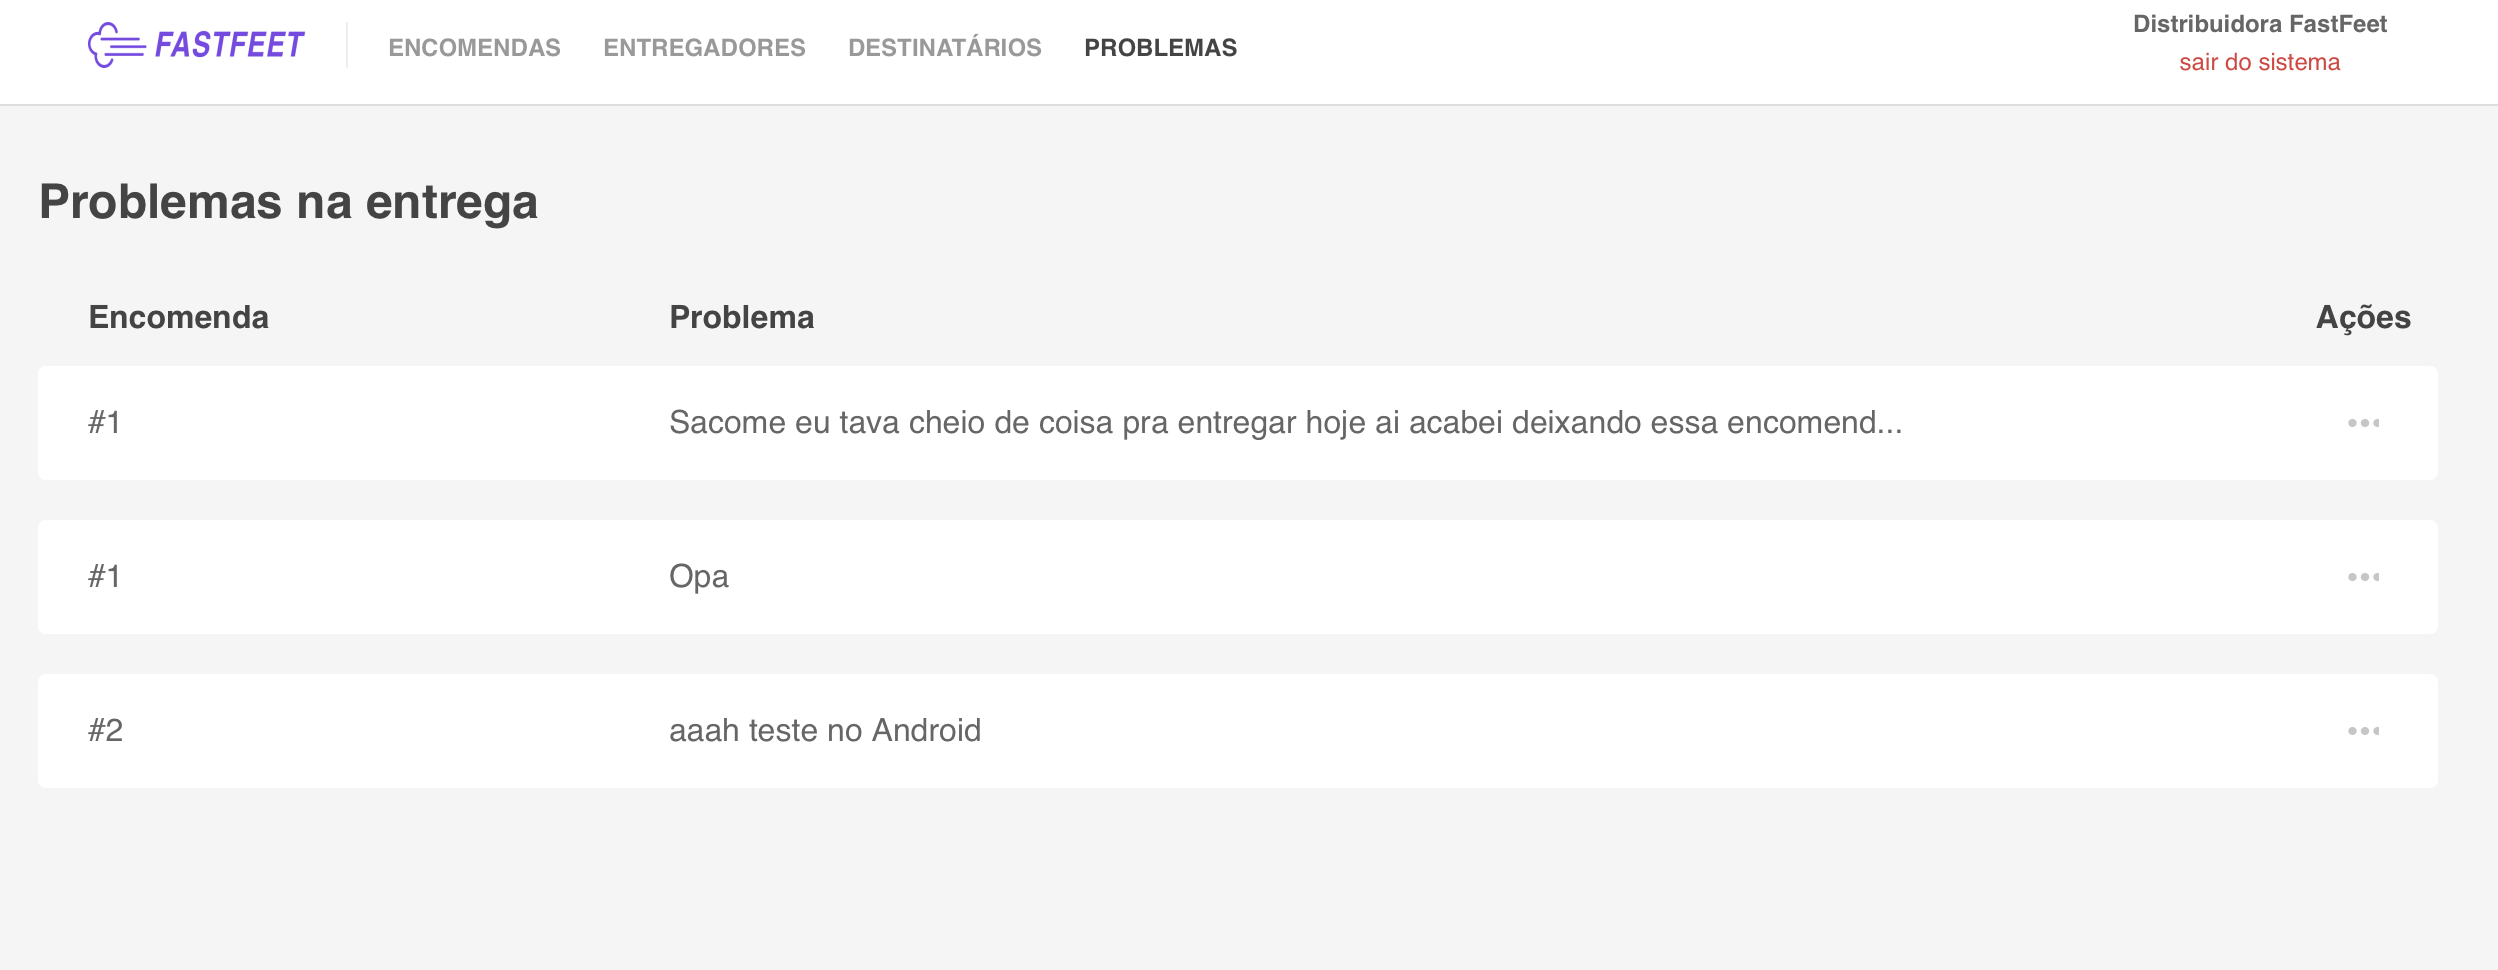 FASTFEET ENCOMENDAS ENTREGADORES DESTINATÁRIOS PROBLEMAS
Distribuidora FastFeet
sair do sistema
Problemas na entrega
Encomenda Problema Ações
#1 Sacome eu tava cheio de coisa pra entregar hoje ai acabei deixando essa encomend...
#1 Opa
#2 aaah teste no Android